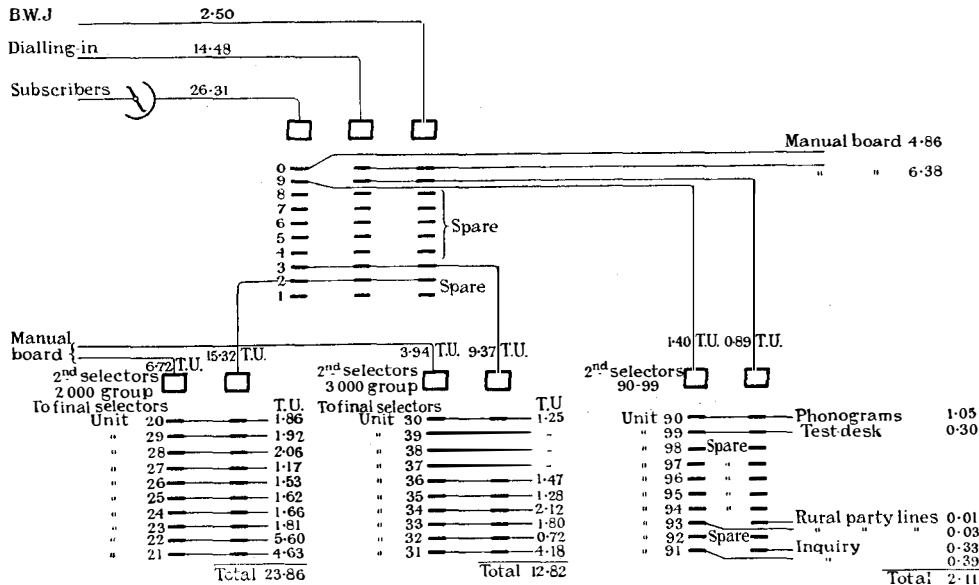 B.W.J 2·50
Dialling-in 14·48
Subscribers 26·31
Manual board 4·86
" " 6·38
0
9
8
7
6
5
4
3
2
1
Spare
Spare
Manual board
6·72 T.U.
15·32 T.U.
3·94 T.U.
9·37 T.U.
1·40 T.U.
0·89 T.U.
2nd selectors
2 000 group
To final selectors T.U.
Unit 20 1·86
" 29 1·92
" 28 2·06
" 27 1·17
" 26 1·53
" 25 1·62
" 24 1·66
" 23 1·81
" 22 5·60
" 21 4·63
Total 23·86
2nd selectors
3 000 group
To final selectors T.U
Unit 30 1·25
" 39 -
" 38 -
" 37 -
" 36 1·47
" 35 1·28
" 34 2·12
" 33 1·80
" 32 0·72
" 31 4·18
Total 12·82
2nd selectors
90-99
Unit 90 Phonograms 1·05
" 99 Test desk 0·30
" 98 Spare
" 97 "
" 96 "
" 95 "
" 94 "
" 93 Rural party lines 0·01
" " " 0·03
" 92 Spare
" 91 Inquiry 0·33
0·39
Total 2·11